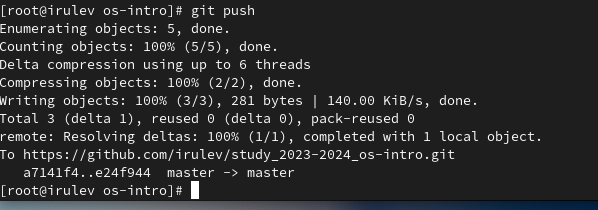 [root@irulev os-intro]# git push
Enumerating objects: 5, done.
Counting objects: 100% (5/5), done.
Delta compression using up to 6 threads
Compressing objects: 100% (2/2), done.
Writing objects: 100% (3/3), 281 bytes | 140.00 KiB/s, done.
Total 3 (delta 1), reused 0 (delta 0), pack-reused 0
remote: Resolving deltas: 100% (1/1), completed with 1 local object.
To https://github.com/irulev/study_2023-2024_os-intro.git
   a7141f4..e24f944  master -> master
[root@irulev os-intro]#